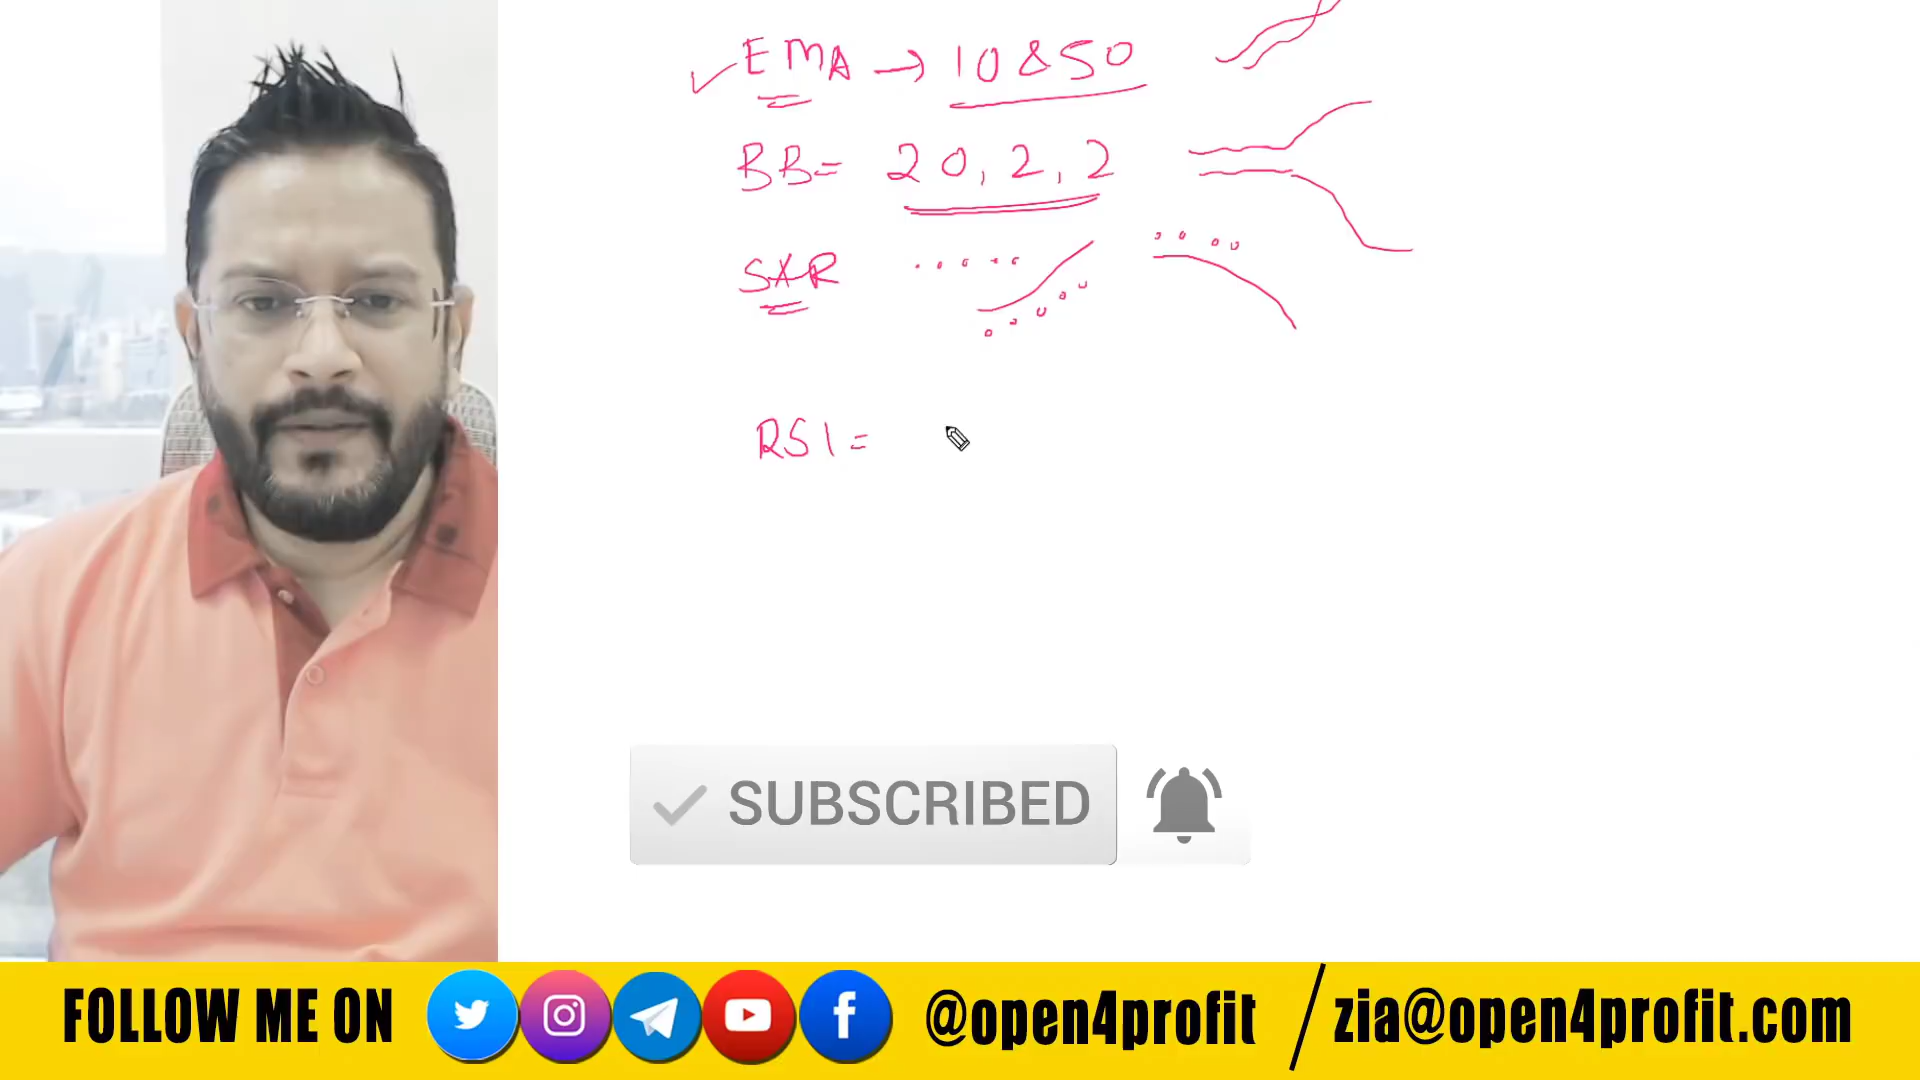 EMA → 10 & 50
BB = 20, 2, 2
SAR
RSI =
SUBSCRIBED
FOLLOW ME ON @open4profit / zia@open4profit.com